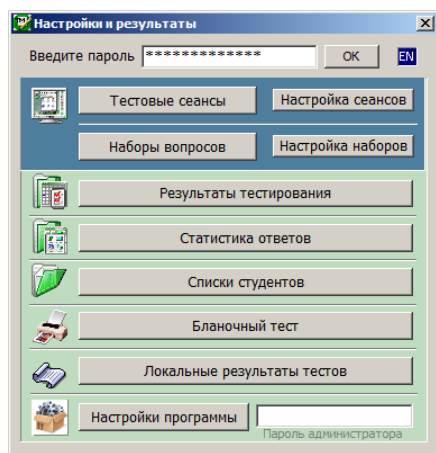 Настройки и результаты
Введите пароль ************* ОК EN
Тестовые сеансы Настройка сеансов
Наборы вопросов Настройка наборов
Результаты тестирования
Статистика ответов
Списки студентов
Бланочный тест
Локальные результаты тестов
Настройки программы
Пароль администратора